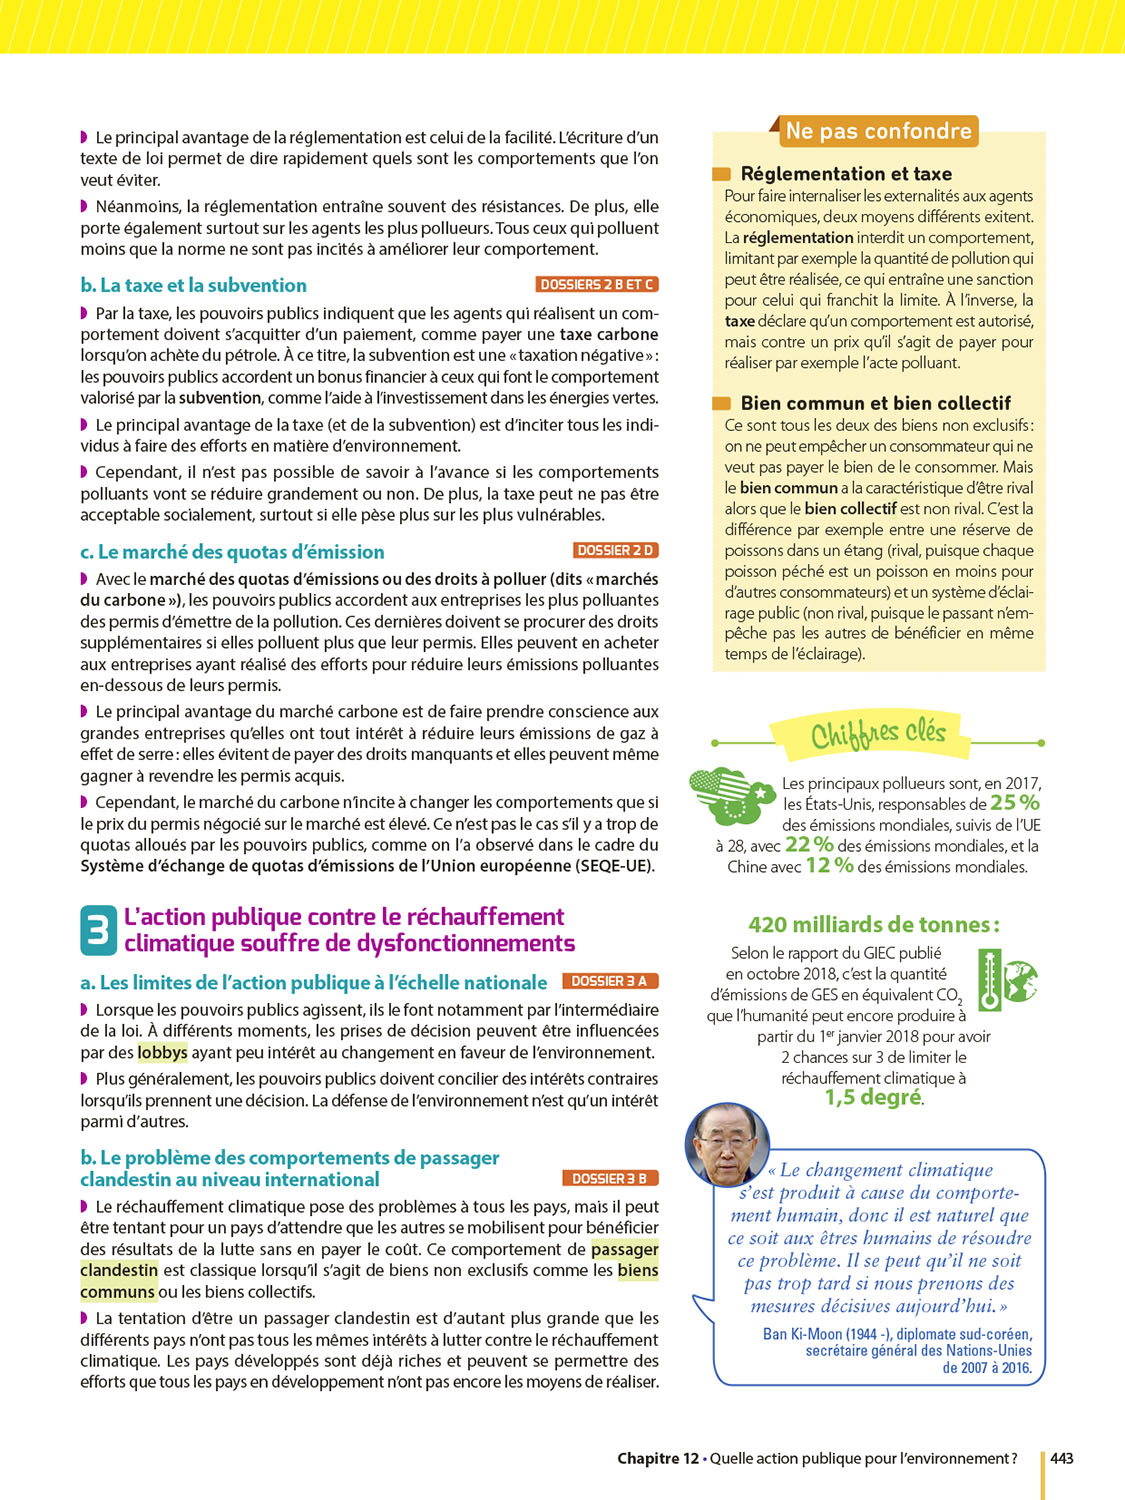 ◗ Le principal avantage de la réglementation est celui de la facilité. L’écriture d’un
texte de loi permet de dire rapidement quels sont les comportements que l’on
veut éviter.
◗ Néanmoins, la réglementation entraîne souvent des résistances. De plus, elle
porte également surtout sur les agents les plus pollueurs. Tous ceux qui polluent
moins que la norme ne sont pas incités à améliorer leur comportement.
b. La taxe et la subvention
DOSSIERS 2 B ET C
◗ Par la taxe, les pouvoirs publics indiquent que les agents qui réalisent un com-
portement doivent s’acquitter d’un paiement, comme payer une taxe carbone
lorsqu’on achète du pétrole. À ce titre, la subvention est une « taxation négative » :
les pouvoirs publics accordent un bonus financier à ceux qui font le comportement
valorisé par la subvention, comme l’aide à l’investissement dans les énergies vertes.
◗ Le principal avantage de la taxe (et de la subvention) est d’inciter tous les indi-
vidus à faire des efforts en matière d’environnement.
◗ Cependant, il n’est pas possible de savoir à l’avance si les comportements
polluants vont se réduire grandement ou non. De plus, la taxe peut ne pas être
acceptable socialement, surtout si elle pèse plus sur les plus vulnérables.
c. Le marché des quotas d’émission
DOSSIER 2 D
◗ Avec le marché des quotas d’émissions ou des droits à polluer (dits « marchés
du carbone »), les pouvoirs publics accordent aux entreprises les plus polluantes
des permis d’émettre de la pollution. Ces dernières doivent se procurer des droits
supplémentaires si elles polluent plus que leur permis. Elles peuvent en acheter
aux entreprises ayant réalisé des efforts pour réduire leurs émissions polluantes
en-dessous de leurs permis.
◗ Le principal avantage du marché carbone est de faire prendre conscience aux
grandes entreprises qu’elles ont tout intérêt à réduire leurs émissions de gaz à
effet de serre : elles évitent de payer des droits manquants et elles peuvent même
gagner à revendre les permis acquis.
◗ Cependant, le marché du carbone n’incite à changer les comportements que si
le prix du permis négocié sur le marché est élevé. Ce n’est pas le cas s’il y a trop de
quotas alloués par les pouvoirs publics, comme on l’a observé dans le cadre du
Système d’échange de quotas d’émissions de l’Union européenne (SEQE-UE).
3 L’action publique contre le réchauffement
climatique souffre de dysfonctionnements
a. Les limites de l’action publique à l’échelle nationale
DOSSIER 3 A
◗ Lorsque les pouvoirs publics agissent, ils le font notamment par l’intermédiaire
de la loi. À différents moments, les prises de décision peuvent être influencées
par des lobbys ayant peu intérêt au changement en faveur de l’environnement.
◗ Plus généralement, les pouvoirs publics doivent concilier des intérêts contraires
lorsqu’ils prennent une décision. La défense de l’environnement n’est qu’un intérêt
parmi d’autres.
b. Le problème des comportements de passager
clandestin au niveau international
DOSSIER 3 B
◗ Le réchauffement climatique pose des problèmes à tous les pays, mais il peut
être tentant pour un pays d’attendre que les autres se mobilisent pour bénéficier
des résultats de la lutte sans en payer le coût. Ce comportement de passager
clandestin est classique lorsqu’il s’agit de biens non exclusifs comme les biens
communs ou les biens collectifs.
◗ La tentation d’être un passager clandestin est d’autant plus grande que les
différents pays n’ont pas tous les mêmes intérêts à lutter contre le réchauffement
climatique. Les pays développés sont déjà riches et peuvent se permettre des
efforts que tous les pays en développement n’ont pas encore les moyens de réaliser.
Ne pas confondre
Réglementation et taxe
Pour faire internaliser les externalités aux agents
économiques, deux moyens différents exitent.
La réglementation interdit un comportement,
limitant par exemple la quantité de pollution qui
peut être réalisée, ce qui entraîne une sanction
pour celui qui franchit la limite. À l’inverse, la
taxe déclare qu’un comportement est autorisé,
mais contre un prix qu’il s’agit de payer pour
réaliser par exemple l’acte polluant.
Bien commun et bien collectif
Ce sont tous les deux des biens non exclusifs :
on ne peut empêcher un consommateur qui ne
veut pas payer le bien de le consommer. Mais
le bien commun a la caractéristique d’être rival
alors que le bien collectif est non rival. C’est la
différence par exemple entre une réserve de
poissons dans un étang (rival, puisque chaque
poisson péché est un poisson en moins pour
d’autres consommateurs) et un système d’éclai-
rage public (non rival, puisque le passant n’em-
pêche pas les autres de bénéficier en même
temps de l’éclairage).
Chiffres clés
Les principaux pollueurs sont, en 2017,
les États-Unis, responsables de 25 %
des émissions mondiales, suivis de l’UE
à 28, avec 22 % des émissions mondiales, et la
Chine avec 12 % des émissions mondiales.
420 milliards de tonnes :
Selon le rapport du GIEC publié
en octobre 2018, c’est la quantité
d’émissions de GES en équivalent CO2
que l’humanité peut encore produire à
partir du 1er janvier 2018 pour avoir
2 chances sur 3 de limiter le
réchauffement climatique à
1,5 degré.
« Le changement climatique
s’est produit à cause du comporte-
ment humain, donc il est naturel que
ce soit aux êtres humains de résoudre
ce problème. Il se peut qu’il ne soit
pas trop tard si nous prenons des
mesures décisives aujourd’hui. »
Ban Ki-Moon (1944 -), diplomate sud-coréen,
secrétaire général des Nations-Unies
de 2007 à 2016.
Chapitre 12 • Quelle action publique pour l’environnement ? 443